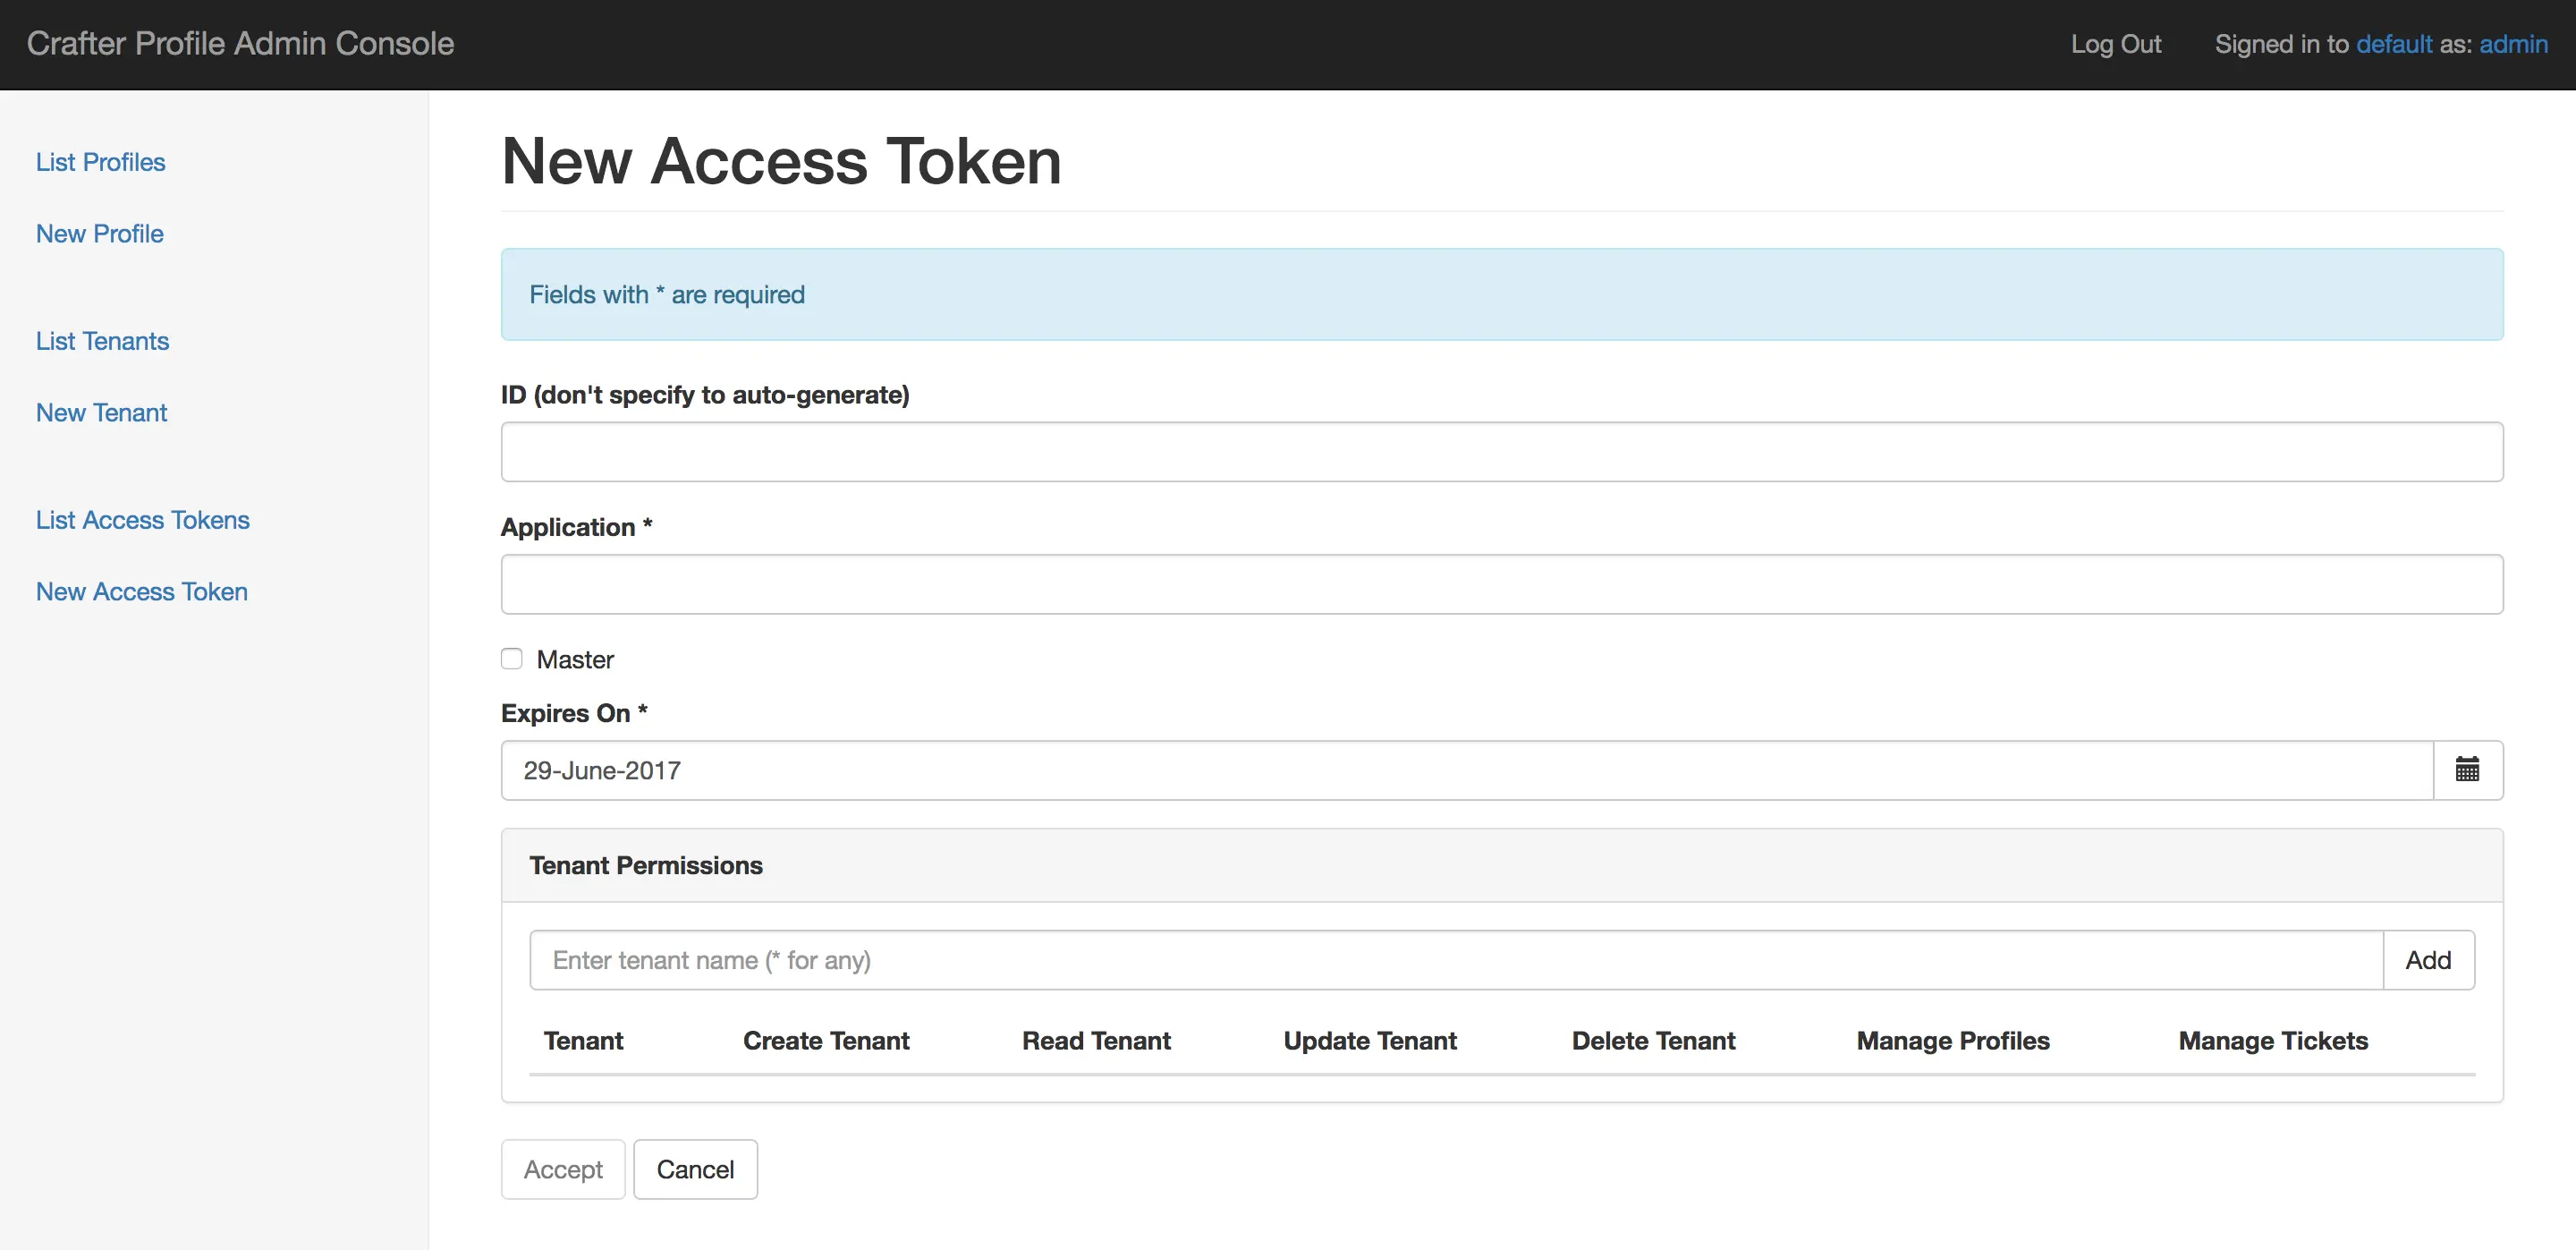 Crafter Profile Admin Console
Log Out
Signed in to default as: admin
List Profiles
New Profile
List Tenants
New Tenant
List Access Tokens
New Access Token
New Access Token
Fields with * are required
ID (don't specify to auto-generate)
Application *
Master
Expires On *
29-June-2017
Tenant Permissions
Enter tenant name (* for any)
Add
Tenant Create Tenant Read Tenant Update Tenant Delete Tenant Manage Profiles Manage Tickets
Accept Cancel